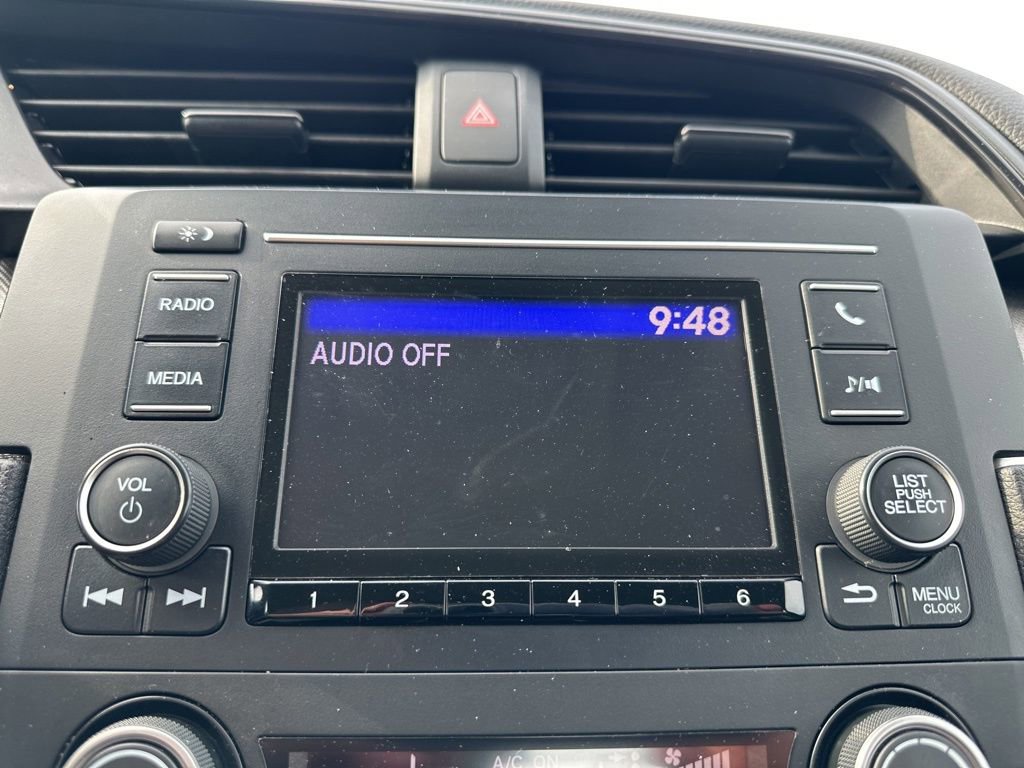 9:48
RADIO
AUDIO OFF
MEDIA
VOL
LIST
PUSH
SELECT
1 2 3 4 5 6
MENU
CLOCK
A/C ON